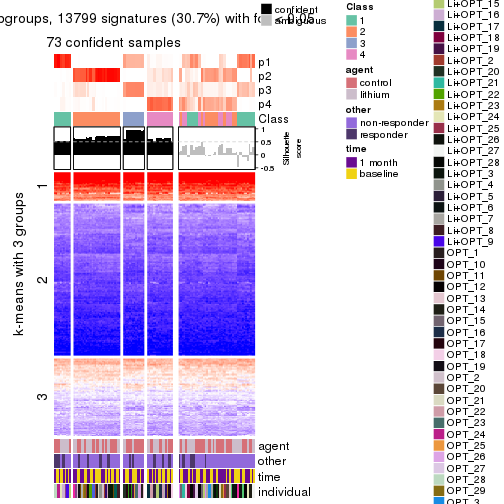 ogroups, 13799 signatures (30.7%) with
73 confident samples
confident
ambiguous
p1
p2
p3
p4
Class
1
0.5
0
-0.5
Silhouette
score
k-means with 3 groups
1
2
3
agent
other
time
individual
Class
1
2
3
4
agent
control
lithium
other
non-responder
responder
time
1 month
baseline
Li+OPT_15
Li+OPT_16
Li+OPT_17
Li+OPT_18
Li+OPT_19
Li+OPT_2
Li+OPT_20
Li+OPT_21
Li+OPT_22
Li+OPT_23
Li+OPT_24
Li+OPT_25
Li+OPT_26
Li+OPT_27
Li+OPT_28
Li+OPT_3
Li+OPT_4
Li+OPT_5
Li+OPT_6
Li+OPT_7
Li+OPT_8
Li+OPT_9
OPT_1
OPT_10
OPT_11
OPT_12
OPT_13
OPT_14
OPT_15
OPT_16
OPT_17
OPT_18
OPT_19
OPT_2
OPT_20
OPT_21
OPT_22
OPT_23
OPT_24
OPT_25
OPT_26
OPT_27
OPT_28
OPT_29
OPT_3